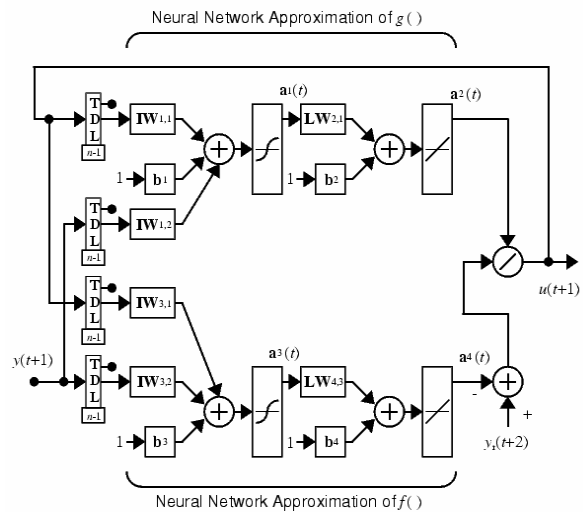 Neural Network Approximation of g ( )
a1(t)
a2(t)
T
D
L
n-1
IW1,1
LW2,1
1
b1
1
b2
T
D
L
n-1
IW1,2
T
D
L
n-1
IW3,1
u(t+1)
y(t+1)
a3(t)
a4(t)
T
D
L
n-1
IW3,2
LW4,3
-
+
1
b3
1
b4
yr(t+2)
Neural Network Approximation of f ( )